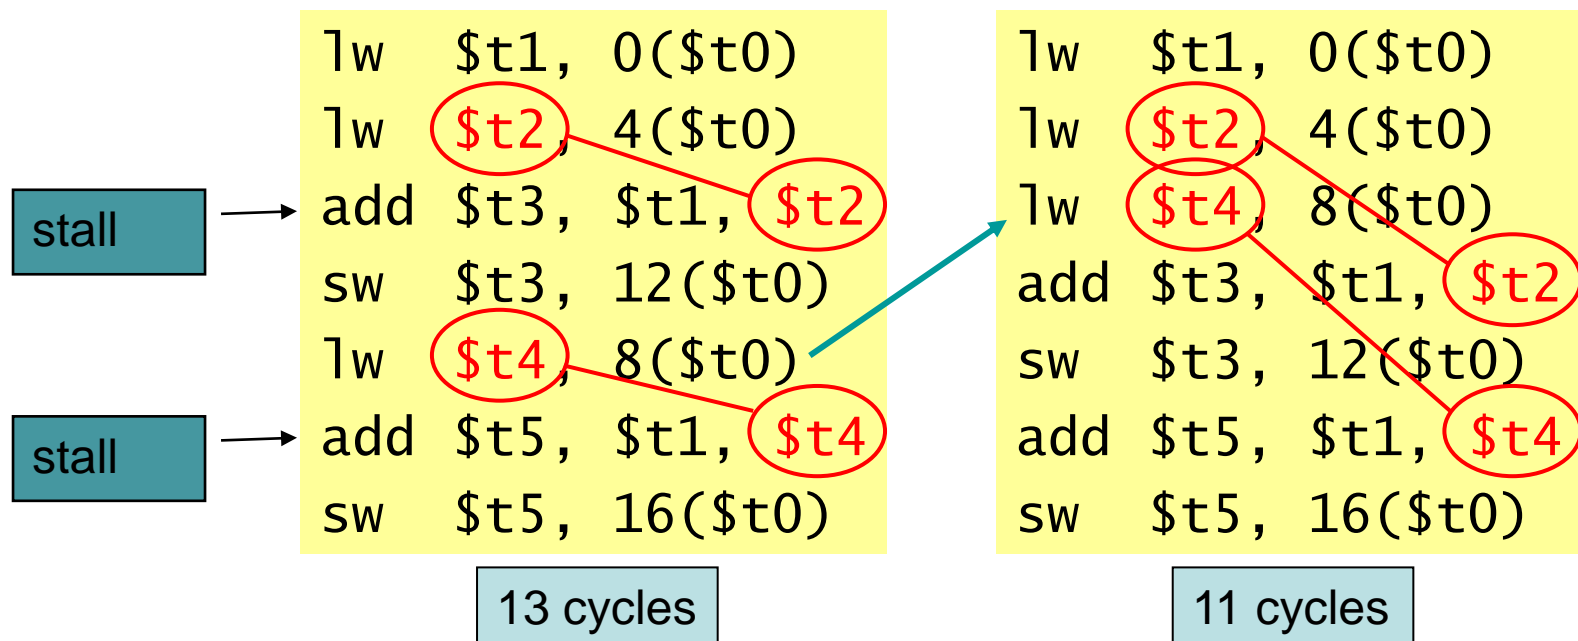 stall
stall
lw $t1, 0($t0)
lw $t2, 4($t0)
add $t3, $t1, $t2
sw $t3, 12($t0)
lw $t4, 8($t0)
add $t5, $t1, $t4
sw $t5, 16($t0)
13 cycles
lw $t1, 0($t0)
lw $t2, 4($t0)
lw $t4, 8($t0)
add $t3, $t1, $t2
sw $t3, 12($t0)
add $t5, $t1, $t4
sw $t5, 16($t0)
11 cycles